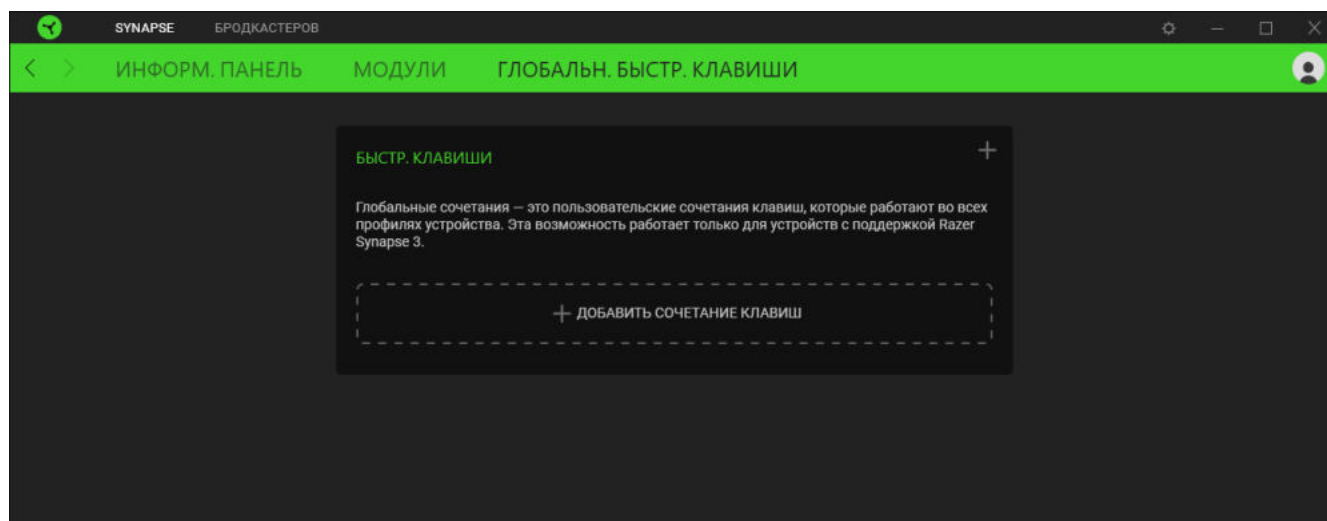 SYNAPSE БРОДКАСТЕРОВ
ИНФОРМ. ПАНЕЛЬ МОДУЛИ ГЛОБАЛЬН. БЫСТР. КЛАВИШИ
БЫСТР. КЛАВИШИ
Глобальные сочетания — это пользовательские сочетания клавиш, которые работают во всех
профилях устройства. Эта возможность работает только для устройств с поддержкой Razer
Synapse 3.
ДОБАВИТЬ СОЧЕТАНИЕ КЛАВИШ